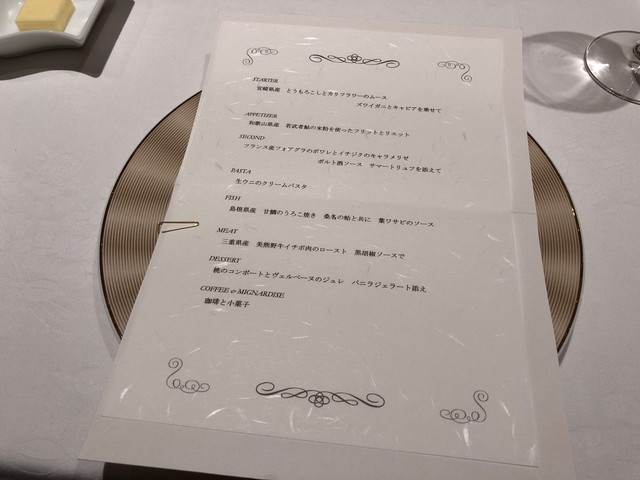 STARTER
宮崎県産　とうもろこしとカリフラワーのムース
ズワイガニとキャビアを乗せて
APPETIZER
和歌山県産　若武者鮎の米粉を使ったフリットとリエット
SECOND
フランス産フォアグラのポワレとイチジクのキャラメリゼ
ポルト酒ソース　サマートリュフを添えて
PASTA
生ウニのクリームパスタ
FISH
島根県産　甘鯛のうろこ焼き　桑名の蛤と共に　葉ワサビのソース
MEAT
三重県産　美熊野牛イチボ肉のロースト　黒胡椒ソースで
DESSERT
桃のコンポートとヴェルベーヌのジュレ　バニラジェラート添え
COFFEE & MIGNARDISE
珈琲と小菓子